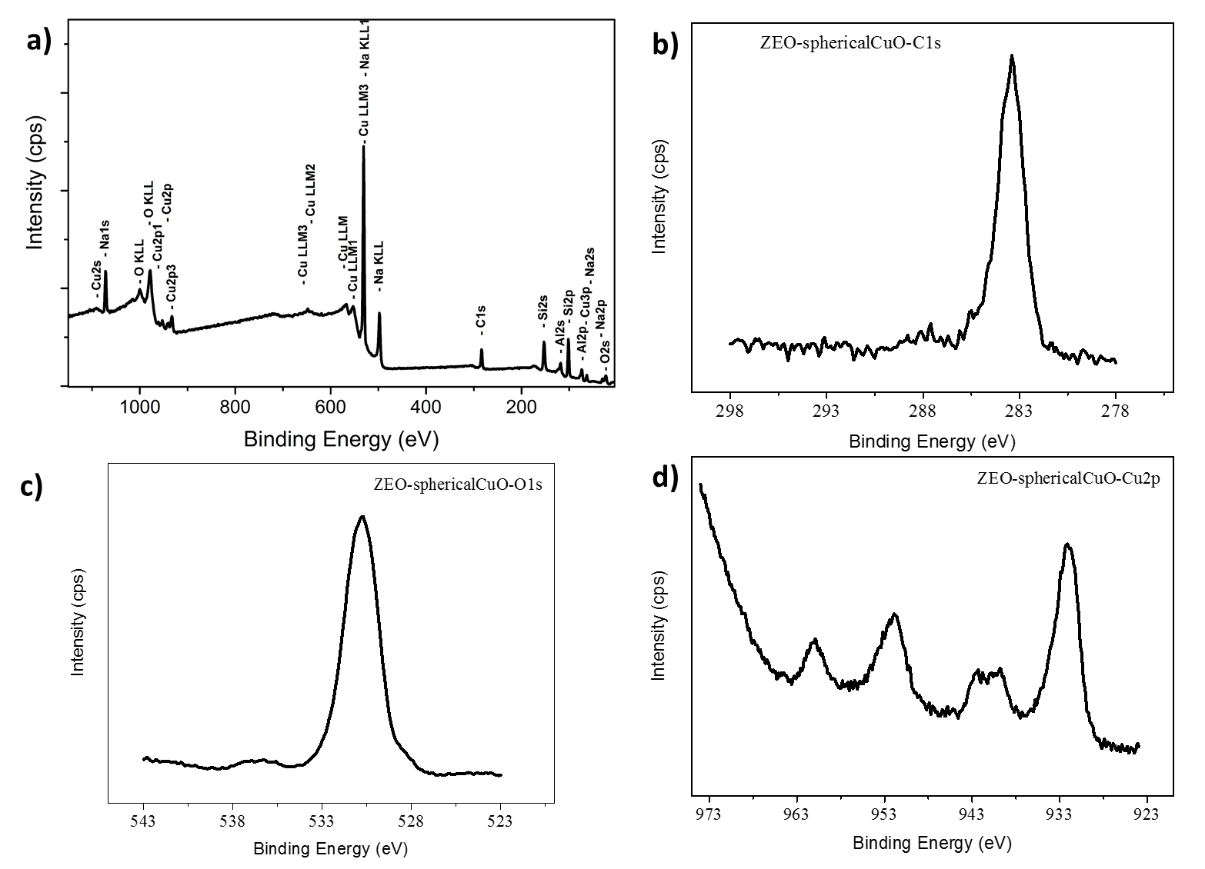 a)
Intensity (cps)
- Cu2s
- Na1s
- O KLL
- O KLL
- Cu2p1
- Cu2p
- Cu2p3
- Cu LLM3
- Cu LLM2
- Cu LLM
- Cu LLM1
- Cu LLM3
- Na KLL1
- Na KLL
- C1s
- Si2s
- Al2s
- Si2p
- Al2p
- Cu3p
- Na2s
- O2s
- Na2p
1000 800 600 400 200
Binding Energy (eV)
b)
ZEO-sphericalCuO-C1s
Intensity (cps)
298 293 288 283 278
Binding Energy (eV)
c)
ZEO-sphericalCuO-O1s
Intensity (cps)
543 538 533 528 523
Binding Energy (eV)
d)
ZEO-sphericalCuO-Cu2p
Intensity (cps)
973 963 953 943 933 923
Binding Energy (eV)